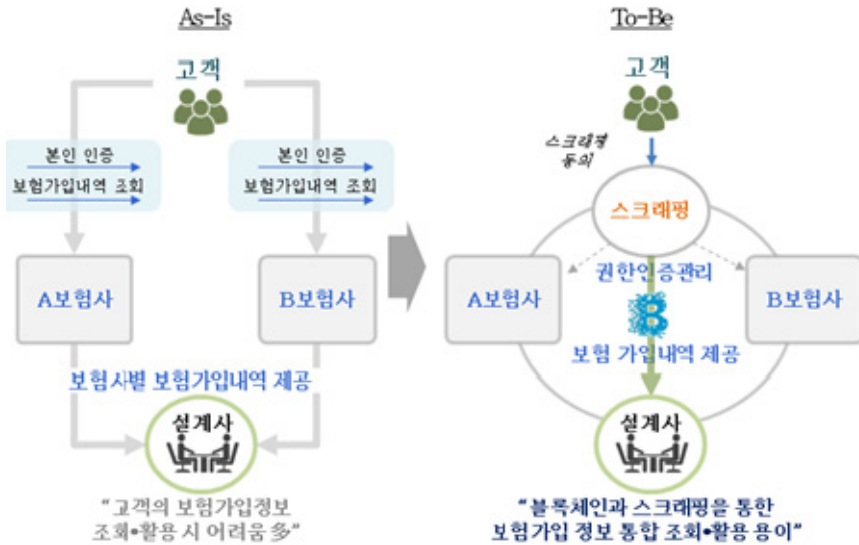 As-Is
고객
본인 인증
보험가입내역 조회
본인 인증
보험가입내역 조회
A보험사
B보험사
보험사별 보험가입내역 제공
설계사
“고객의 보험가입정보
조회•활용 시 어려움 多”
To-Be
고객
스크래핑
동의
스크래핑
권한인증관리
A보험사
B보험사
보험 가입내역 제공
설계사
“블록체인과 스크래핑을 통한
보험가입 정보 통합 조회•활용 용이”